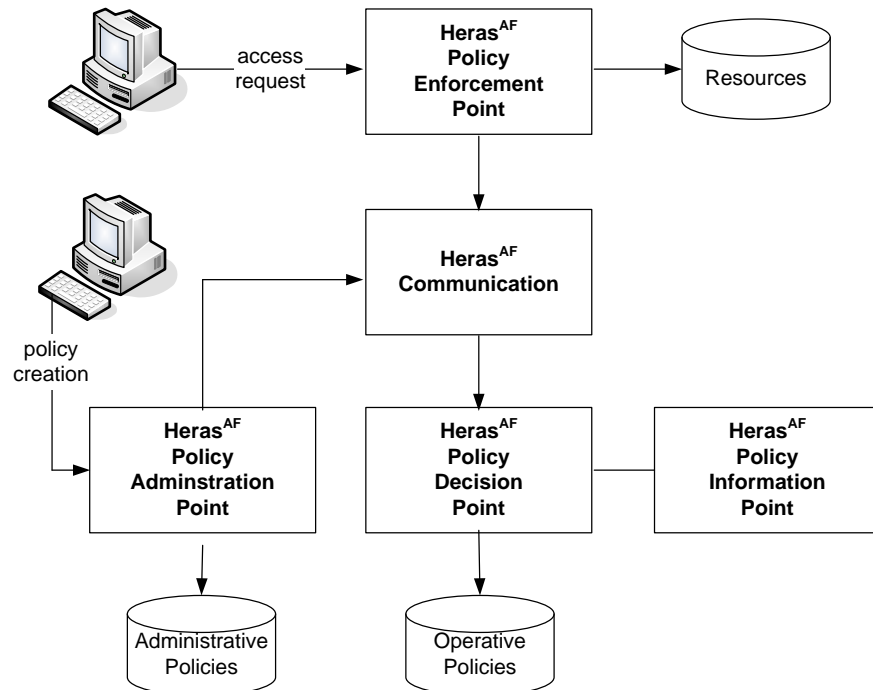 access
request
Heras^AF
Policy
Enforcement
Point
Resources
Heras^AF
Communication
policy
creation
Heras^AF
Policy
Adminstration
Point
Heras^AF
Policy
Decision
Point
Heras^AF
Policy
Information
Point
Administrative
Policies
Operative
Policies